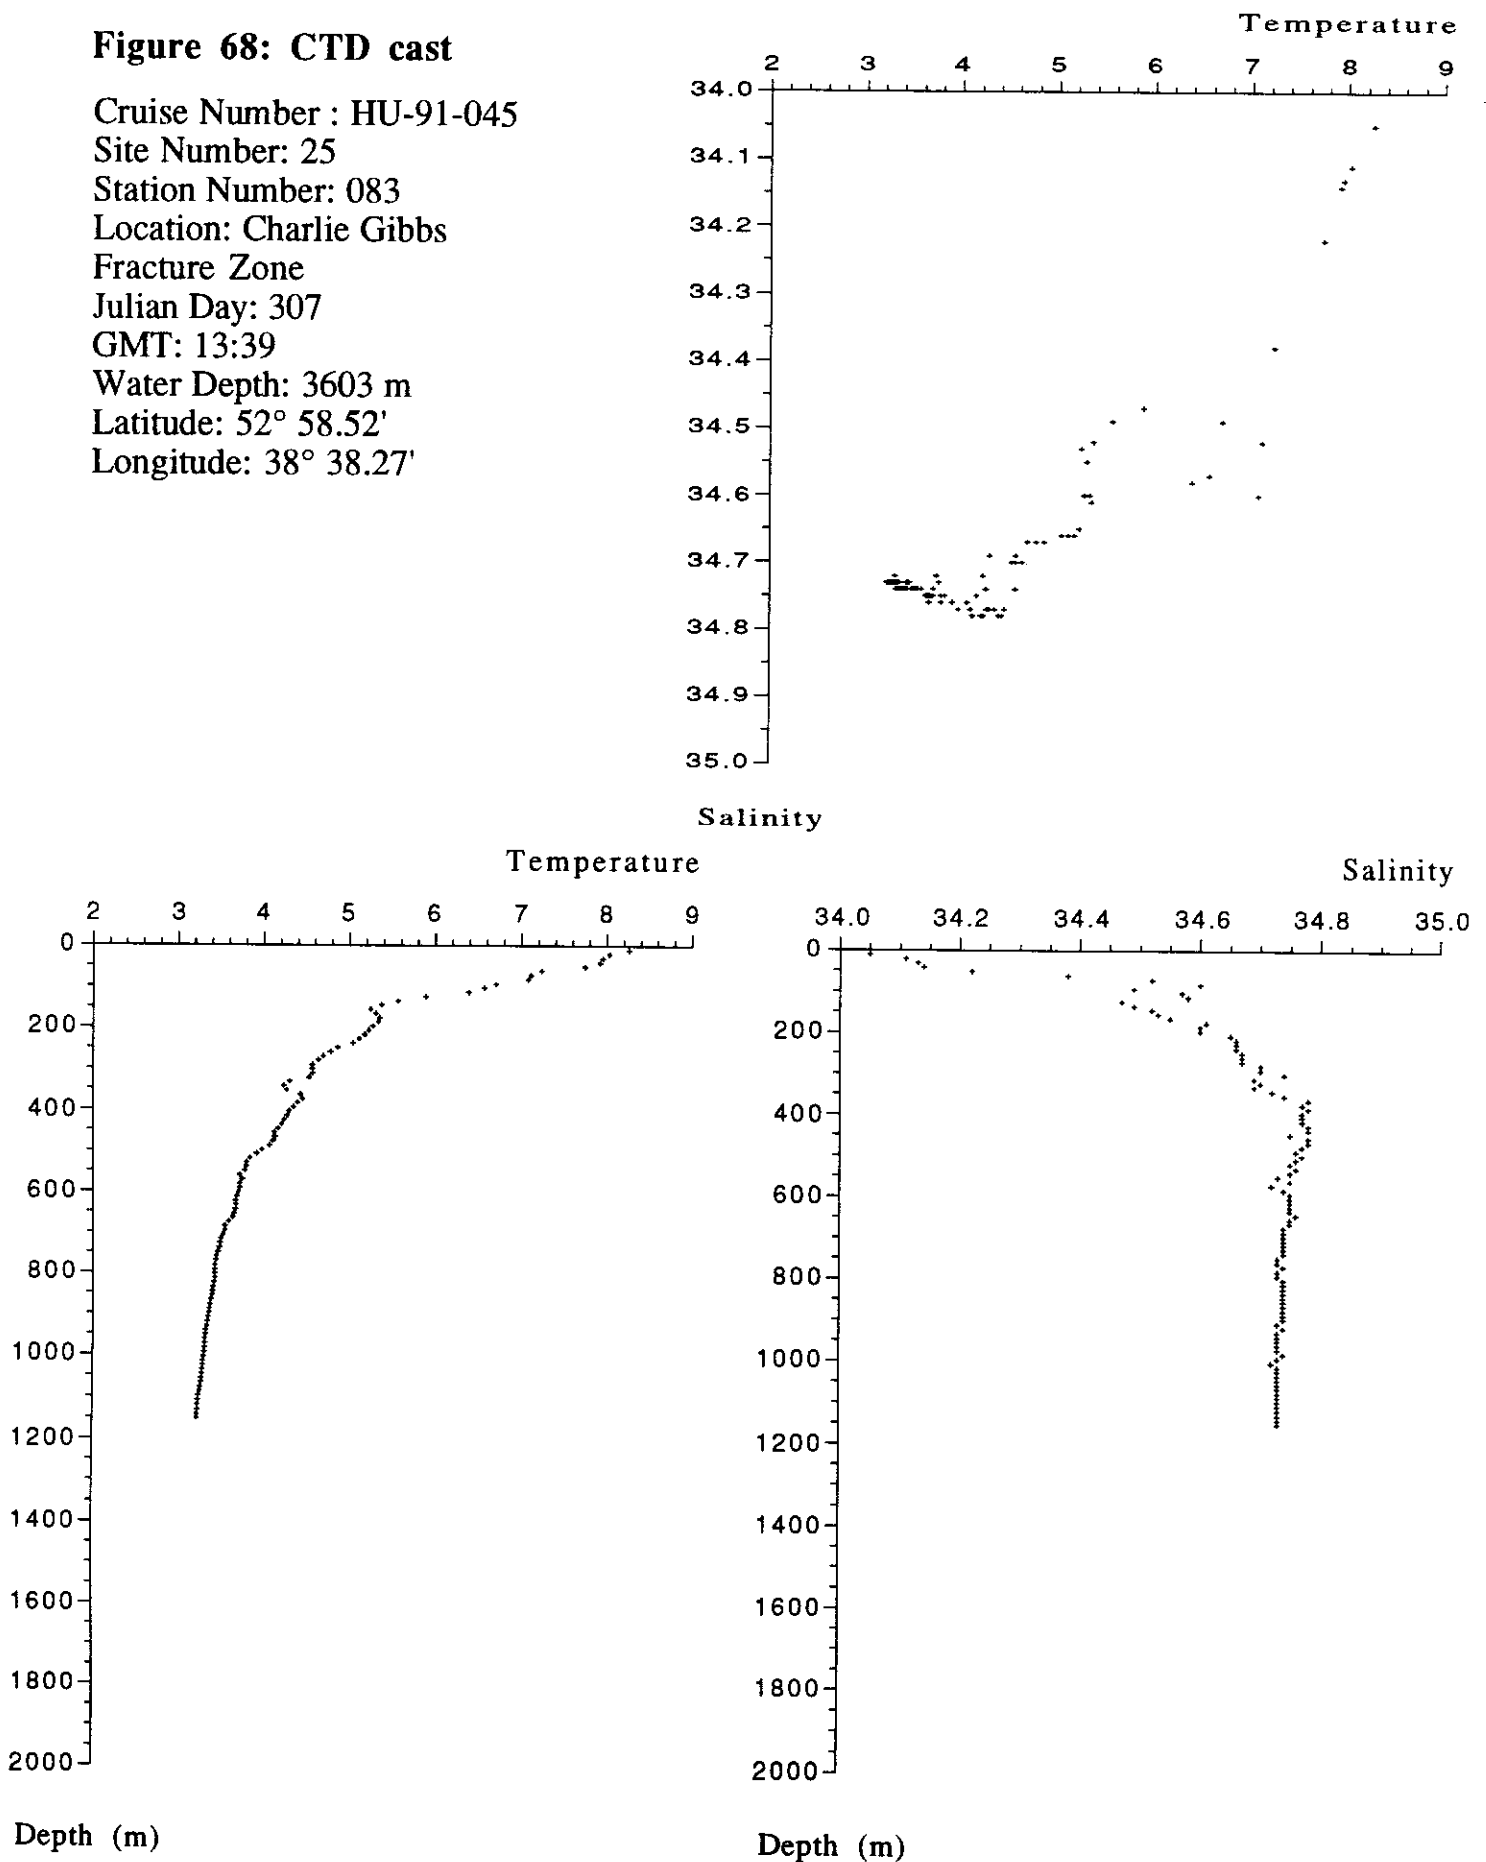 Figure 68: CTD cast
Cruise Number : HU-91-045
Site Number: 25
Station Number: 083
Location: Charlie Gibbs
Fracture Zone
Julian Day: 307
GMT: 13:39
Water Depth: 3603 m
Latitude: 52° 58.52'
Longitude: 38° 38.27'
Temperature
2 3 4 5 6 7 8 9
34.0
34.1
34.2
34.3
34.4
34.5
34.6
34.7
34.8
34.9
35.0
Salinity
Temperature
2 3 4 5 6 7 8 9
0
200
400
600
800
1000
1200
1400
1600
1800
2000
Depth (m)
Salinity
34.0 34.2 34.4 34.6 34.8 35.0
0
200
400
600
800
1000
1200
1400
1600
1800
2000
Depth (m)